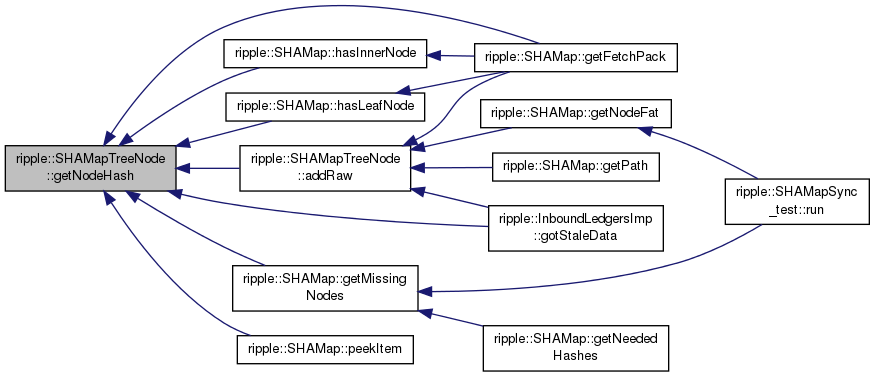 ripple::SHAMapTreeNode
::getNodeHash
ripple::SHAMap::hasInnerNode
ripple::SHAMap::hasLeafNode
ripple::SHAMapTreeNode
::addRaw
ripple::SHAMap::getMissing
Nodes
ripple::SHAMap::peekItem
ripple::SHAMap::getFetchPack
ripple::SHAMap::getNodeFat
ripple::SHAMap::getPath
ripple::InboundLedgersImp
::gotStaleData
ripple::SHAMap::getNeeded
Hashes
ripple::SHAMapSync
_test::run